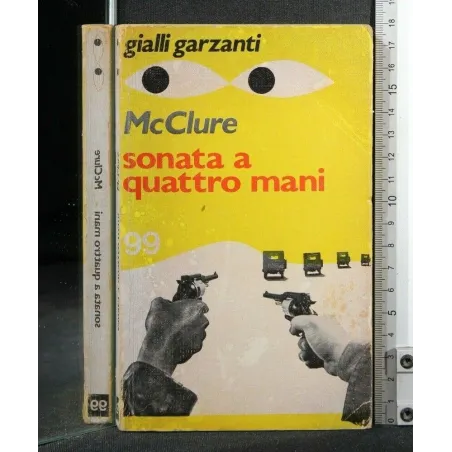 gialli garzanti
McClure
sonata a
quattro mani
99
sonata a quattro mani McClure
99